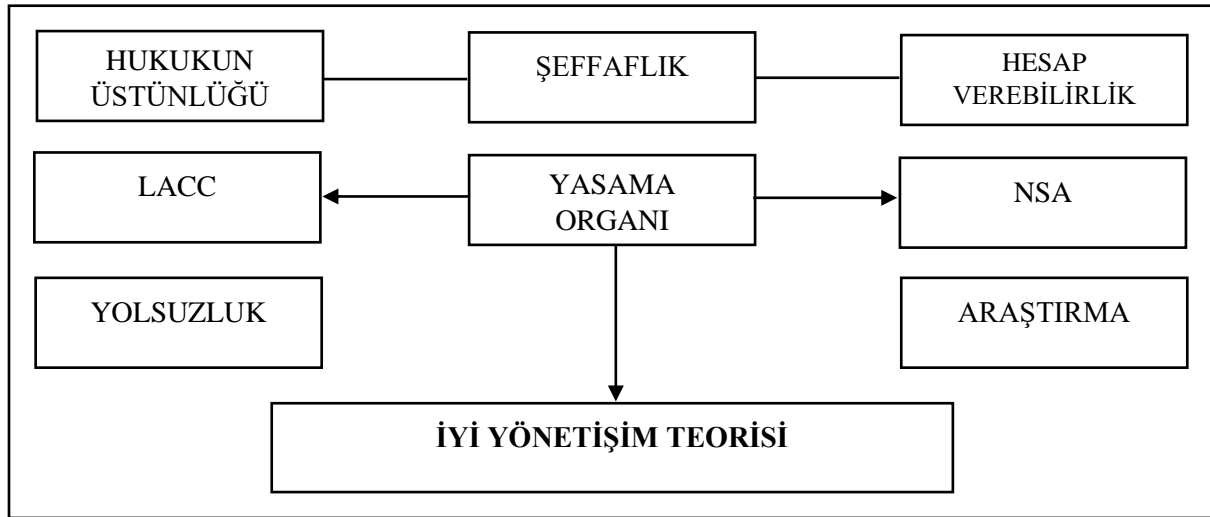 HUKUKUN
ÜSTÜNLÜĞÜ
ŞEFFAFLIK
HESAP
VEREBİLİRLİK
LACC
YASAMA
ORGANI
NSA
YOLSUZLUK
ARAŞTIRMA
İYİ YÖNETİŞİM TEORİSİ